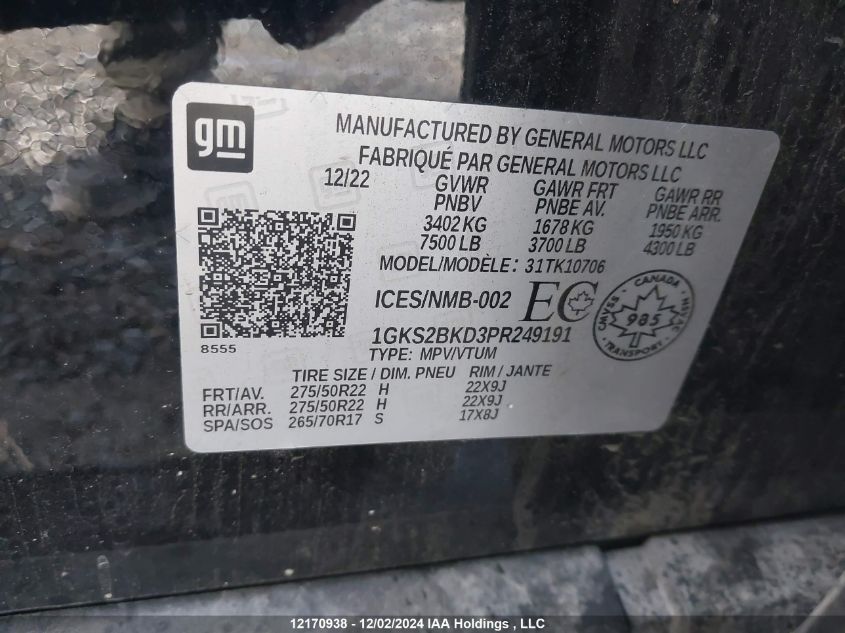 gm
MANUFACTURED BY GENERAL MOTORS LLC
FABRIQUÉ PAR GENERAL MOTORS LLC
12/22 GVWR GAWR FRT GAWR RR
PNBV PNBE AV. PNBE ARR.
3402 KG 1678 KG 1950 KG
7500 LB 3700 LB 4300 LB
MODEL/MODÈLE: 31TK10706
ICES/NMB-002 EC
CANADA
CMVSS - NSVAC
985
TRANSPORT
1GKS2BKD3PR249191
8555
TYPE: MPV/VTUM
TIRE SIZE / DIM. PNEU RIM / JANTE
FRT/AV. 275/50R22 H 22X9J
RR/ARR. 275/50R22 H 22X9J
SPA/SOS 265/70R17 S 17X8J
12170938 - 12/02/2024 IAA Holdings , LLC